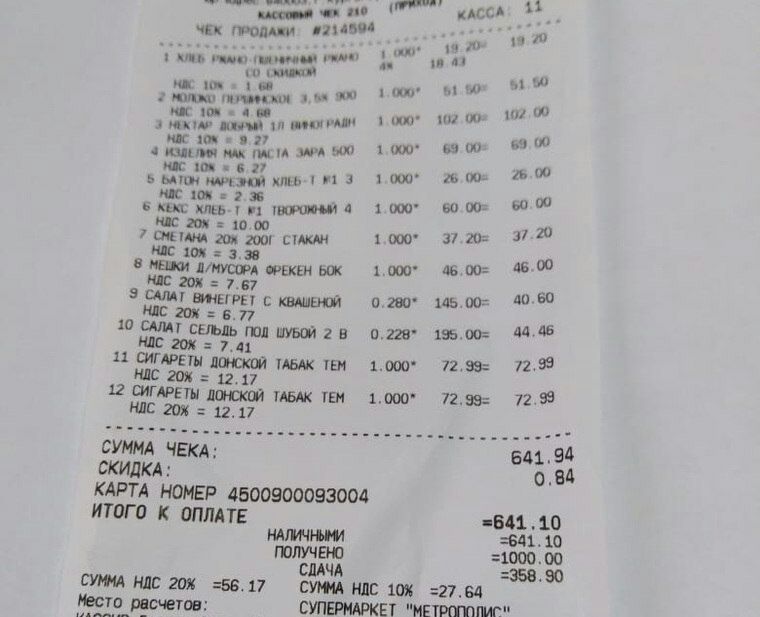 КАССОВЫЙ ЧЕК 210 (ПРИХОД)
ЧЕК ПРОДАЖИ: #214594 КАССА: 11
1 ХЛЕБ РЖАНО-ПШЕНИЧНЫЙ РЖАНО 1.000* 19.20= 19.20
СО СКИДКОЙ 4% 18.43
НДС 10% = 1.68
2 МОЛОКО ПЕРШИНСКОЕ 3,5% 900 1.000* 51.50= 51.50
НДС 10% = 4.68
3 НЕКТАР ДОБРЫЙ 1Л ВИНОГРАДН 1.000* 102.00= 102.00
НДС 10% = 9.27
4 ИЗДЕЛИЯ МАК ПАСТА ЗАРА 500 1.000* 69.00= 69.00
НДС 10% = 6.27
5 БАТОН НАРЕЗНОЙ ХЛЕБ-Т №1 3 1.000* 26.00= 26.00
НДС 10% = 2.36
6 КЕКС ХЛЕБ-Т №1 ТВОРОЖНЫЙ 4 1.000* 60.00= 60.00
НДС 20% = 10.00
7 СМЕТАНА 20% 200Г СТАКАН 1.000* 37.20= 37.20
НДС 10% = 3.38
8 МЕШКИ Д/МУСОРА ФРЕКЕН БОК 1.000* 46.00= 46.00
НДС 20% = 7.67
9 САЛАТ ВИНЕГРЕТ С КВАШЕНОЙ 0.280* 145.00= 40.60
НДС 20% = 6.77
10 САЛАТ СЕЛЬДЬ ПОД ШУБОЙ 2 В 0.228* 195.00= 44.46
НДС 20% = 7.41
11 СИГАРЕТЫ ДОНСКОЙ ТАБАК ТЕМ 1.000* 72.99= 72.99
НДС 20% = 12.17
12 СИГАРЕТЫ ДОНСКОЙ ТАБАК ТЕМ 1.000* 72.99= 72.99
НДС 20% = 12.17
СУММА ЧЕКА: 641.94
СКИДКА: 0.84
КАРТА НОМЕР 4500900093004
ИТОГО К ОПЛАТЕ =641.10
НАЛИЧНЫМИ =641.10
ПОЛУЧЕНО =1000.00
СДАЧА =358.90
СУММА НДС 20% =56.17 СУММА НДС 10% =27.64
Место расчетов: СУПЕРМАРКЕТ "МЕТРОПОЛИС"